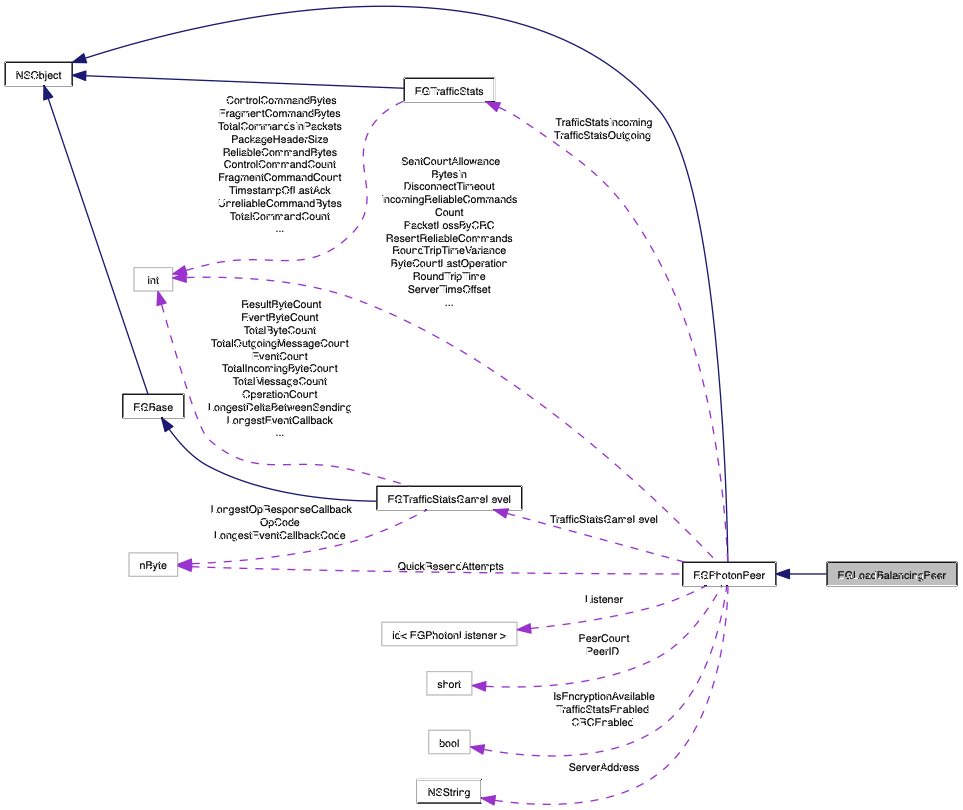 NSObject
EGTrafficStats
ControlCommandBytes
FragmentCommandBytes
TotalCommandsInPackets
PackageHeaderSize
ReliableCommandBytes
ControlCommandCount
FragmentCommandCount
TimestampOfLastAck
UnreliableCommandBytes
TotalCommandCount
...
TrafficStatsIncoming
TrafficStatsOutgoing
SentCountAllowance
BytesIn
DisconnectTimeout
IncomingReliableCommands
Count
PacketLossByCRC
ResentReliableCommands
RoundTripTimeVariance
ByteCountLastOperation
RoundTripTime
ServerTimeOffset
...
int
ResultByteCount
EventByteCount
TotalByteCount
TotalOutgoingMessageCount
EventCount
TotalIncomingByteCount
TotalMessageCount
OperationCount
LongestDeltaBetweenSending
LongestEventCallback
...
EGBase
EGTrafficStatsGameLevel
LongestOpResponseCallback
OpCode
LongestEventCallbackCode
TrafficStatsGameLevel
nByte
QuickResendAttempts
EGPhotonPeer
EGLoadBalancingPeer
Listener
id< EGPhotonListener >
PeerCount
PeerID
short
IsEncryptionAvailable
TrafficStatsEnabled
CRCEnabled
bool
ServerAddress
NSString